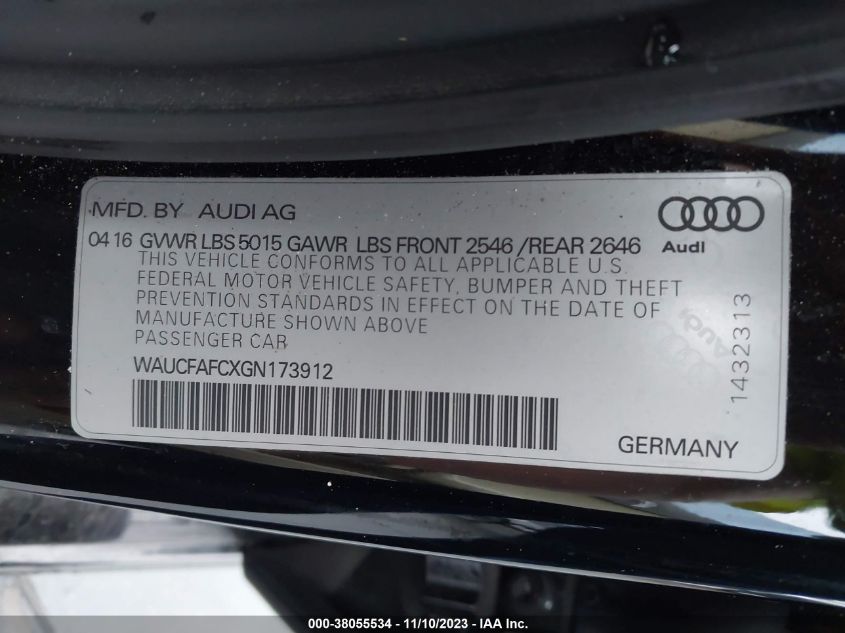 MFD. BY AUDI AG
04 16 GVWR LBS 5015 GAWR LBS FRONT 2546 /REAR 2646
Audi
THIS VEHICLE CONFORMS TO ALL APPLICABLE U.S.
FEDERAL MOTOR VEHICLE SAFETY, BUMPER AND THEFT
PREVENTION STANDARDS IN EFFECT ON THE DATE OF
MANUFACTURE SHOWN ABOVE
PASSENGER CAR
WAUCFAFCXGN173912
1432313
Audi
GERMANY
000-38055534 — 11/10/2023 — IAA Inc.